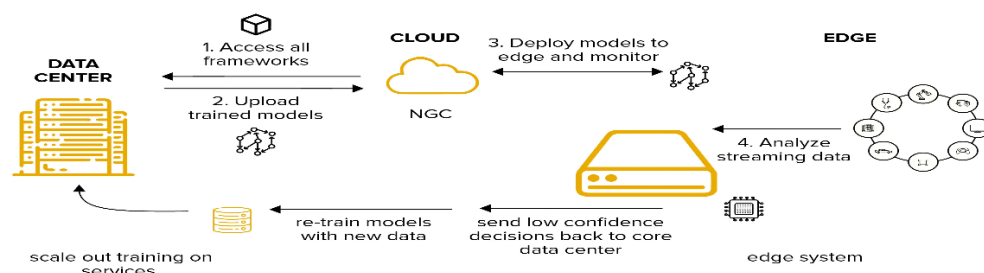 DATA
CENTER
1. Access all
frameworks
2. Upload
trained models
CLOUD
NGC
3. Deploy models to
edge and monitor
EDGE
4. Analyze
streaming data
edge system
send low confidence
decisions back to core
data center
re-train models
with new data
scale out training on
services